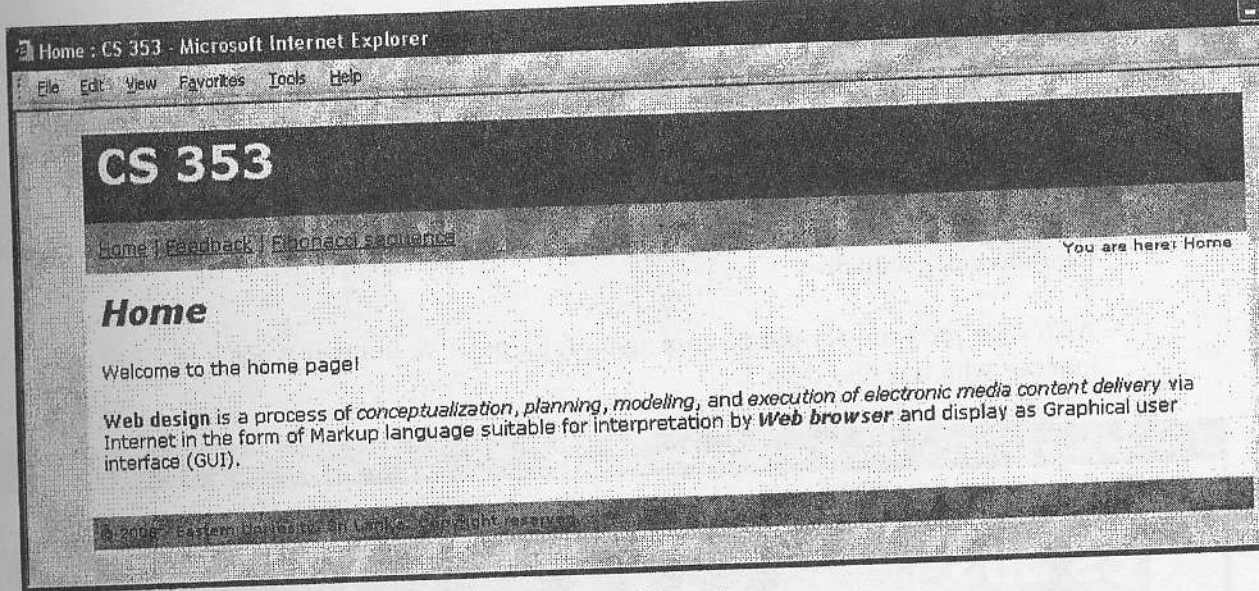 Home : CS 353 - Microsoft Internet Explorer
File Edit View Favorites Tools Help
CS 353
Home | Feedback | Fibonacci sequence
You are here: Home
Home
Welcome to the home page!
Web design is a process of conceptualization, planning, modeling, and execution of electronic media content delivery via
Internet in the form of Markup language suitable for interpretation by Web browser and display as Graphical user
interface (GUI).
Eastern Sri Lanka. Copyright reserved